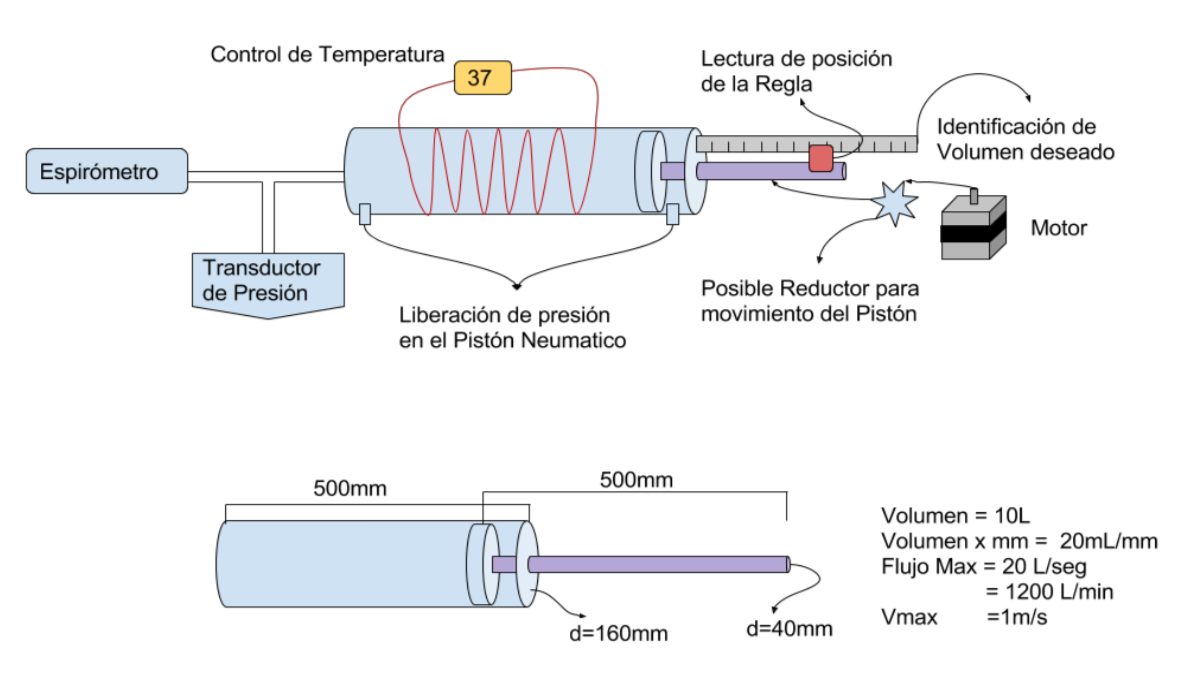 Control de Temperatura
37
Lectura de posición
de la Regla
Identificación de
Volumen deseado
Espirómetro
Motor
Transductor
de Presión
Liberación de presión
en el Pistón Neumatico
Posible Reductor para
movimiento del Pistón
500mm
500mm
Volumen = 10L
Volumen x mm = 20mL/mm
Flujo Max = 20 L/seg
= 1200 L/min
Vmax =1m/s
d=160mm
d=40mm